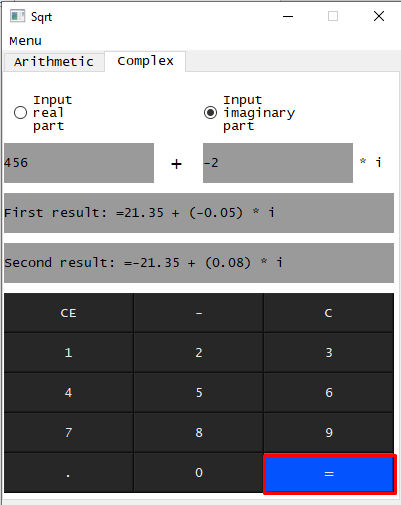 Sqrt
Menu
Arithmetic Complex
Input
real
part
Input
imaginary
part
456 + -2 * i
First result: =21.35 + (-0.05) * i
Second result: =-21.35 + (0.08) * i
CE - C
1 2 3
4 5 6
7 8 9
. 0 =